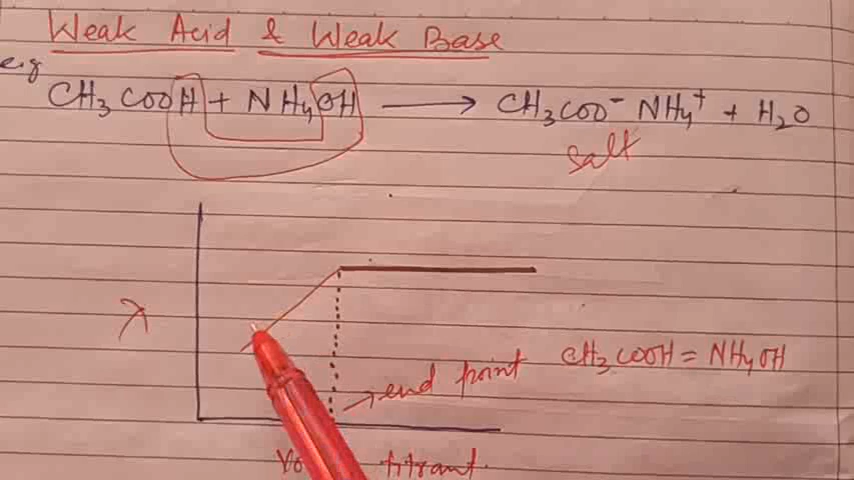 Weak Acid & Weak Base
e.g
CH₃COOH + NH₄OH ⟶ CH₃COO⁻ NH₄⁺ + H₂O
Salt
λ
CH₃COOH = NH₄OH
→ end point
titrant.